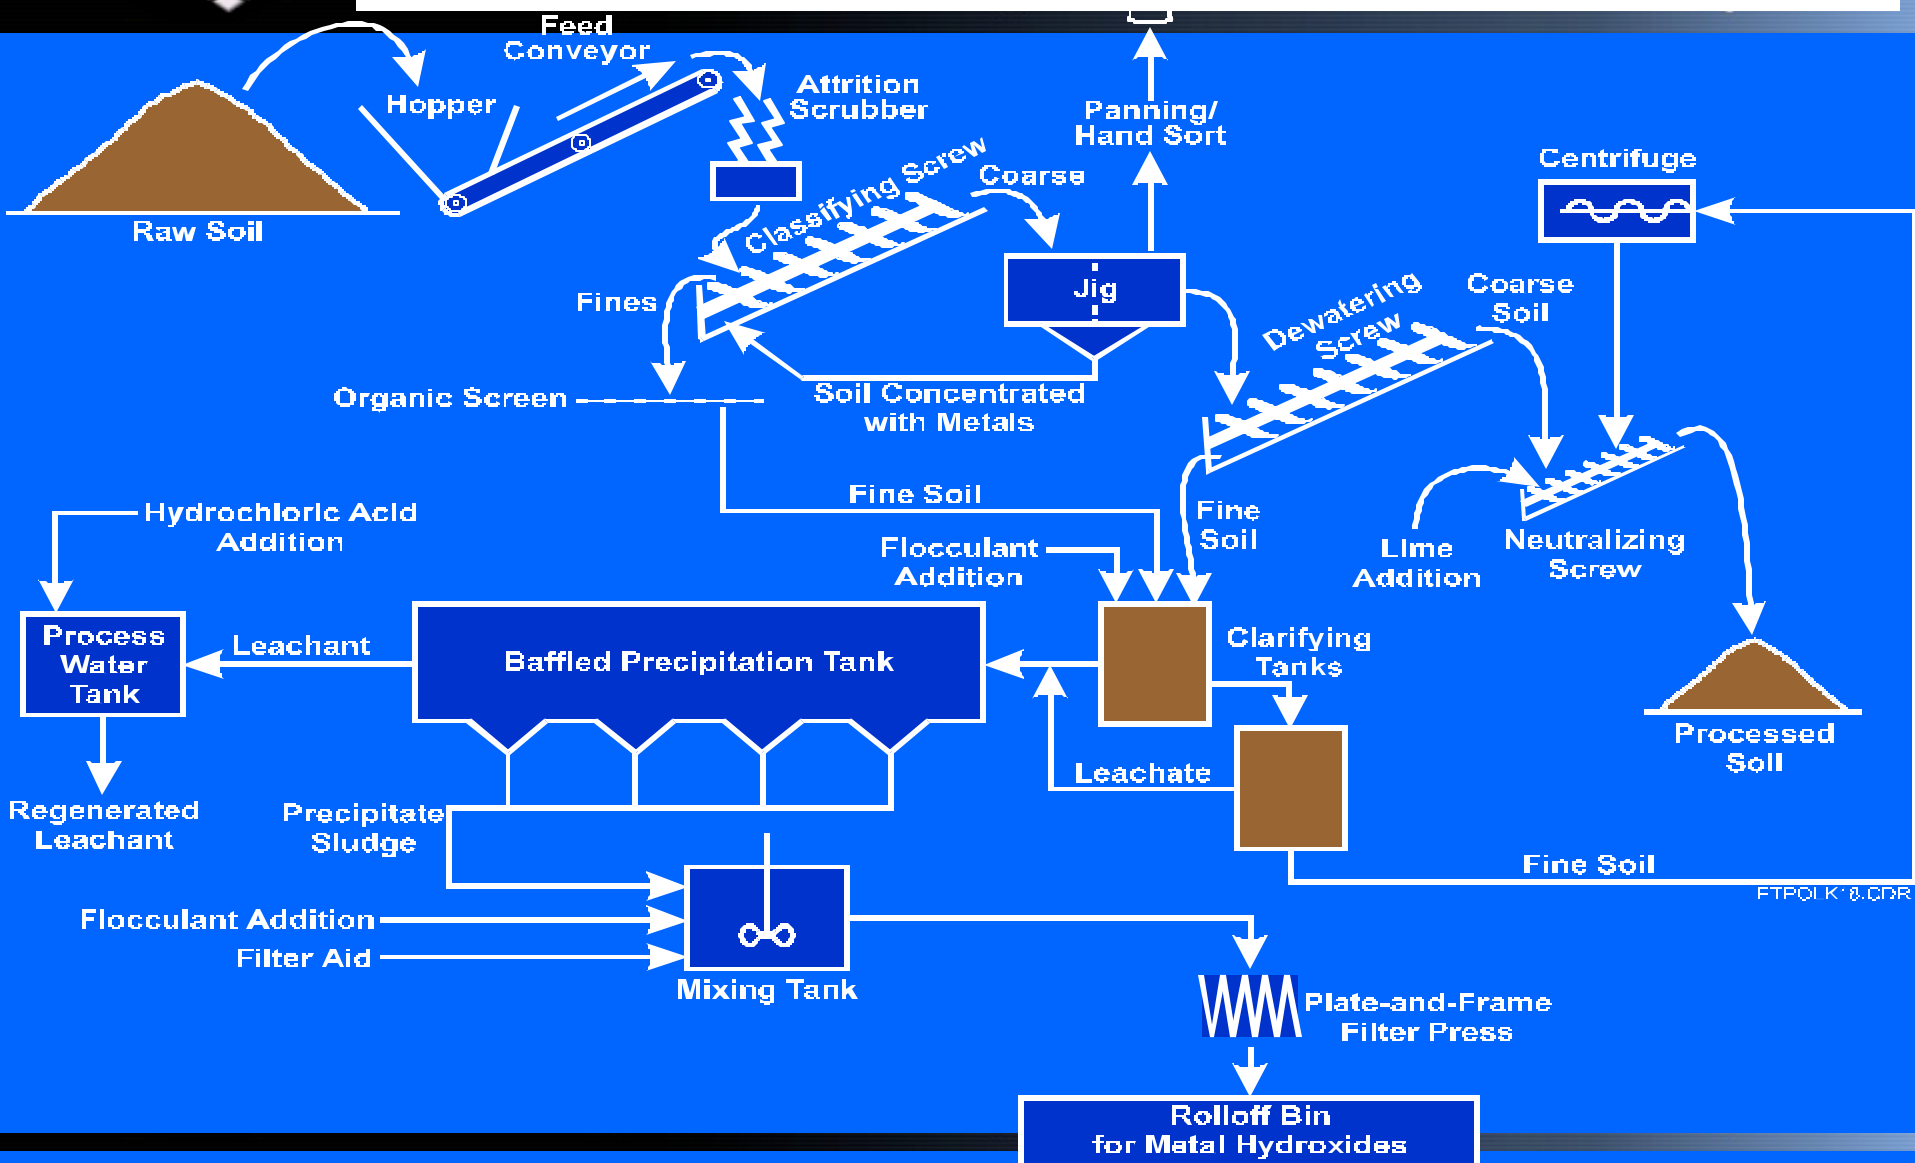 Feed
Conveyor
Hopper
Attrition
Scrubber
Panning/
Hand Sort
Raw Soil
Classifying Screw
Coarse
Centrifuge
Fines
Jig
Dewatering
Screw
Coarse
Soil
Organic Screen
Soil Concentrated
with Metals
Hydrochloric Acid
Addition
Fine Soil
Fine
Soil
Flocculant
Addition
LIme
Addition
Neutralizing
Screw
Process
Water
Tank
Leachant
Baffled Precipitation Tank
Clarifying
Tanks
Processed
Soll
Leachate
Regenerated
Leachant
Precipitate
Sludge
Fine Soil
Flocculant Addition
Filter Aid
Mixing Tank
Plate-and-Frame
Filter Press
Rolloff Bin
for Metal Hydroxides